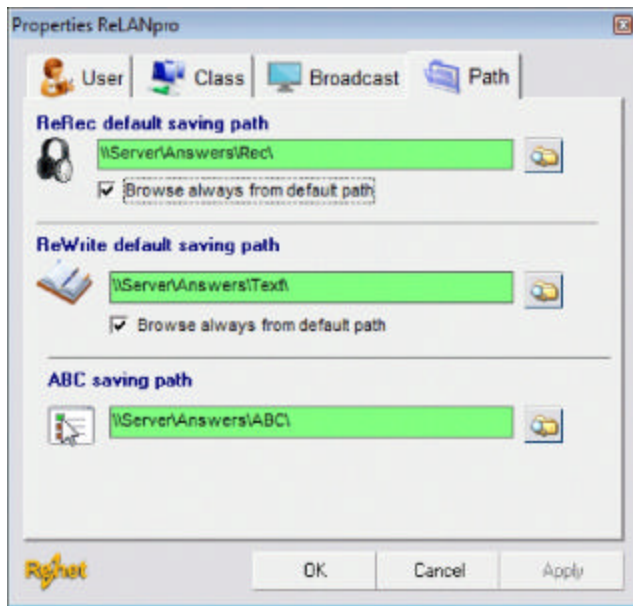 Properties ReLANpro
User Class Broadcast Path
ReRec default saving path
\\Server\Answers\Rec\
Browse always from default path
ReWrite default saving path
\\Server\Answers\Text\
Browse always from default path
ABC saving path
\\Server\Answers\ABC\
OK Cancel Apply